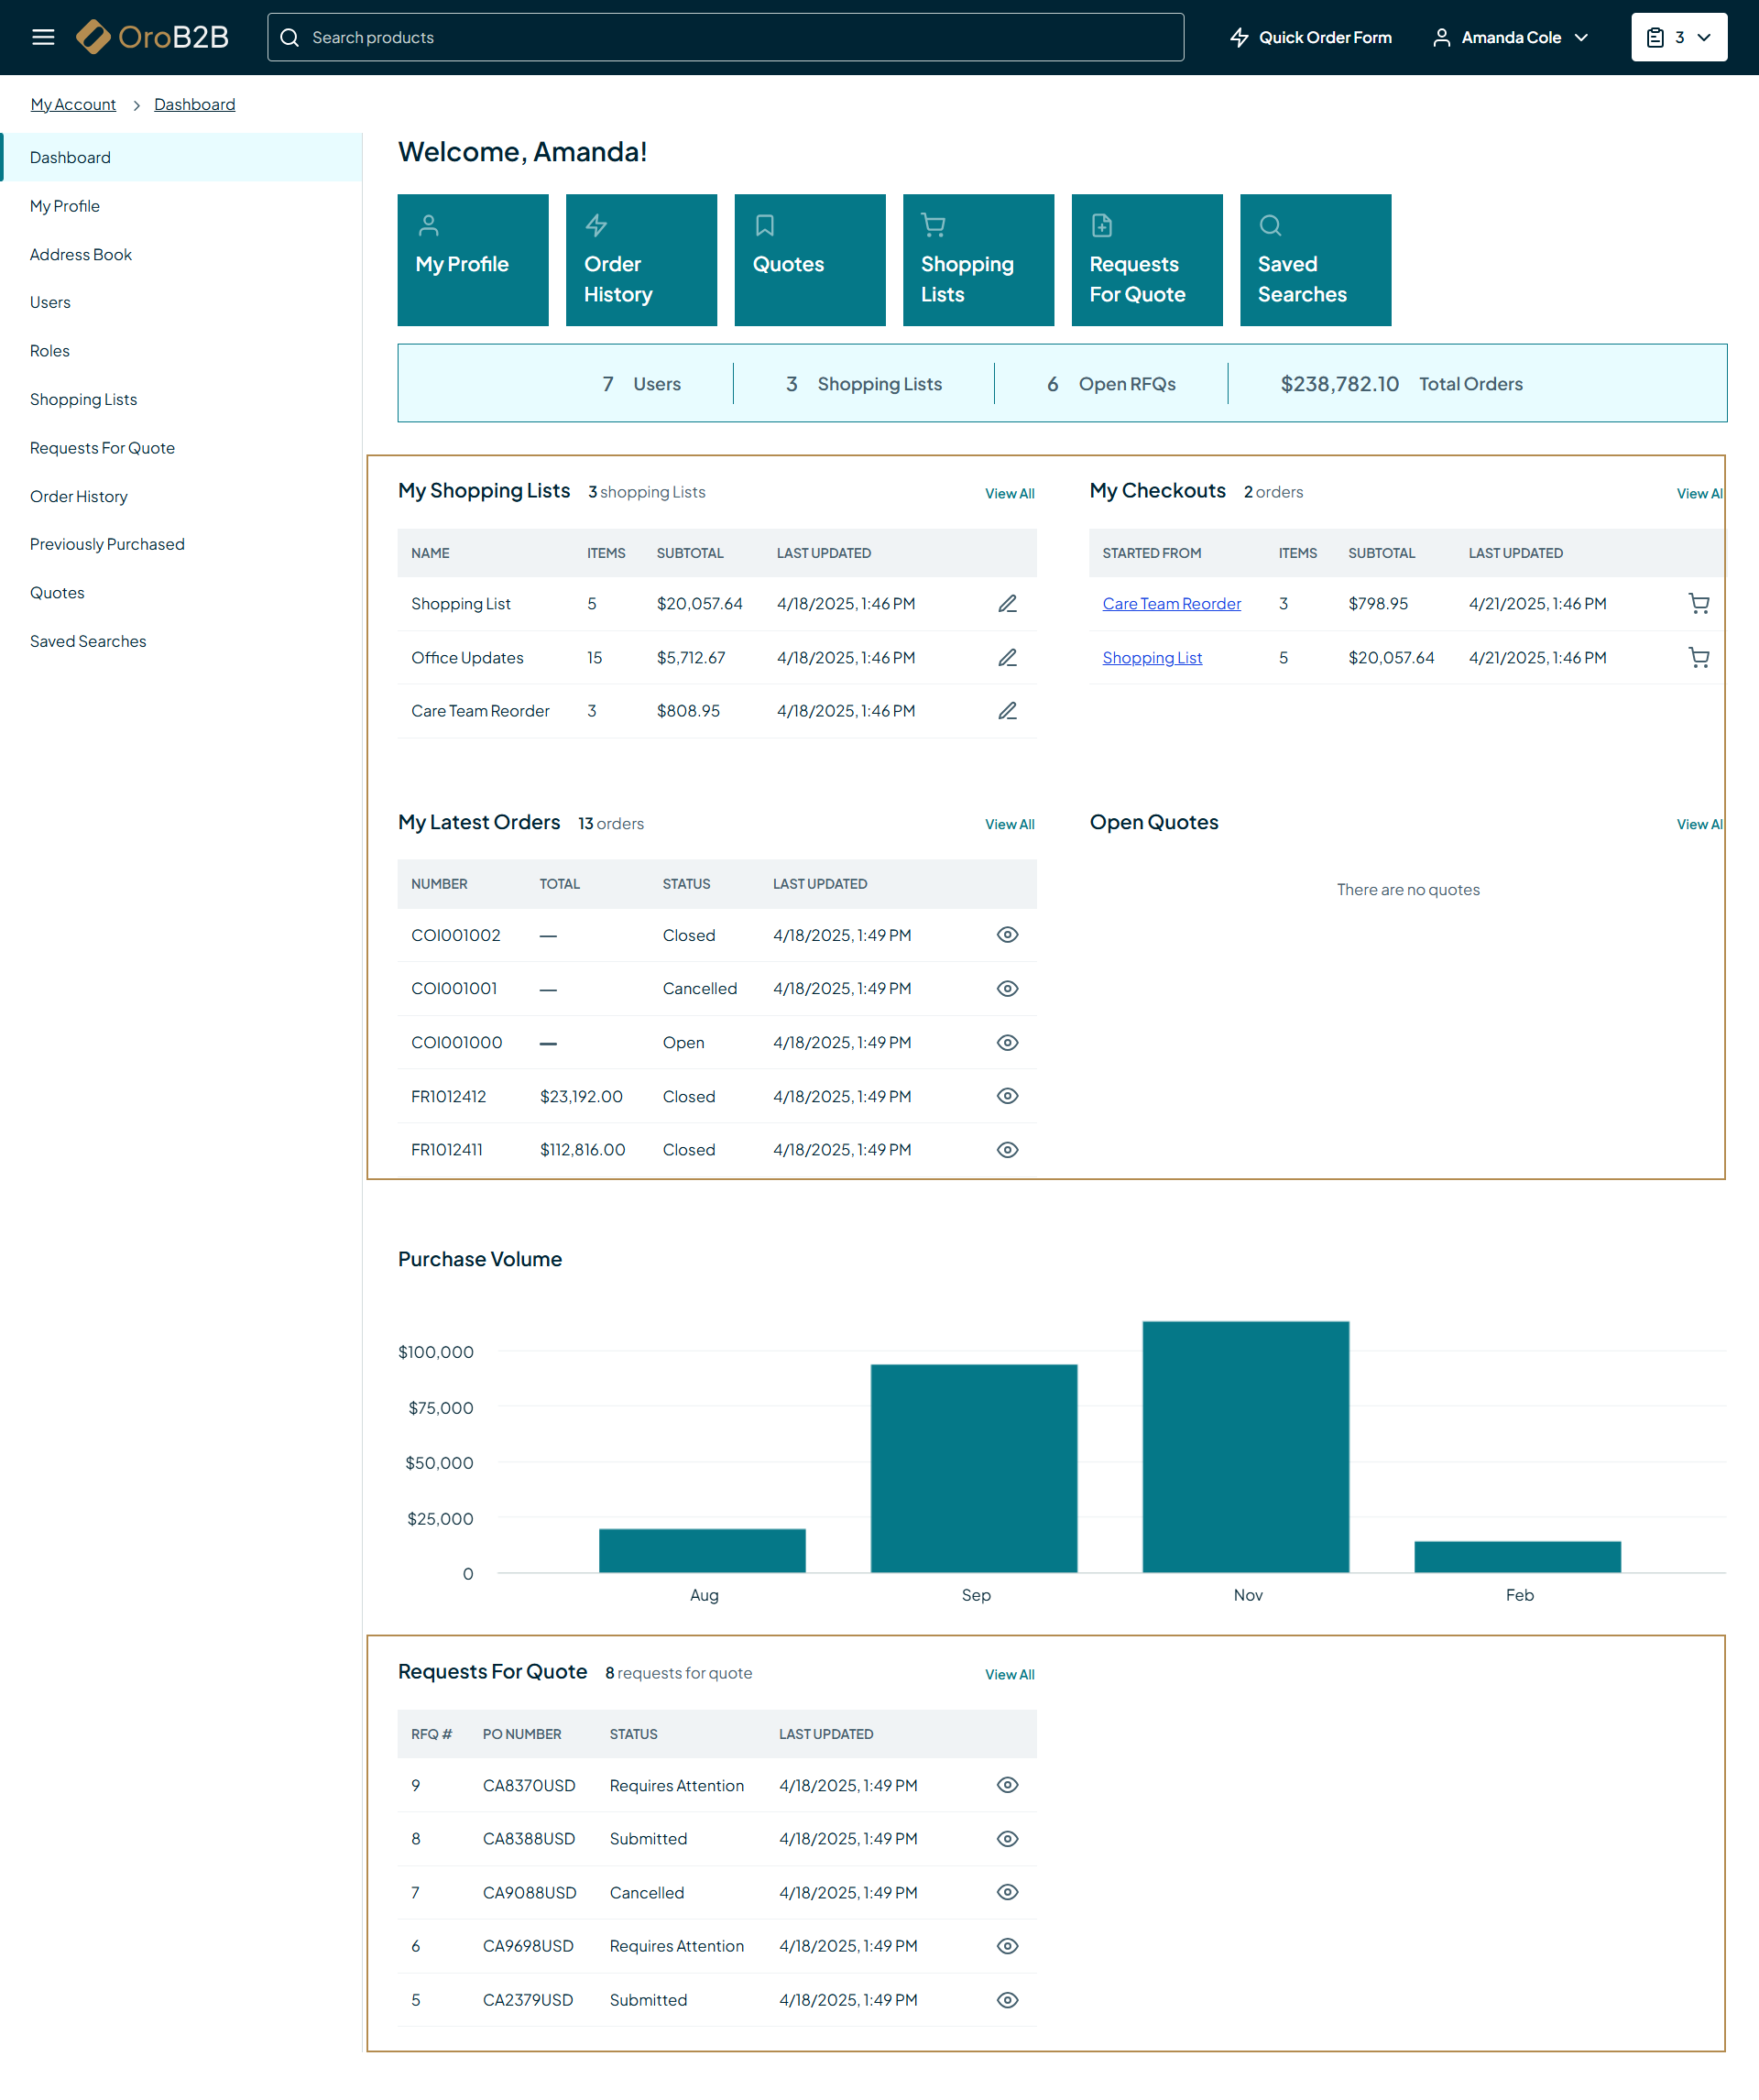 OroB2B
Search products
Quick Order Form
Amanda Cole
3
My Account > Dashboard
Dashboard
My Profile
Address Book
Users
Roles
Shopping Lists
Requests For Quote
Order History
Previously Purchased
Quotes
Saved Searches
Welcome, Amanda!
My Profile
Order
History
Quotes
Shopping
Lists
Requests
For Quote
Saved
Searches
7 Users
3 Shopping Lists
6 Open RFQs
$238,782.10 Total Orders
My Shopping Lists 3 shopping Lists View All
NAME ITEMS SUBTOTAL LAST UPDATED
Shopping List 5 $20,057.64 4/18/2025, 1:46 PM
Office Updates 15 $5,712.67 4/18/2025, 1:46 PM
Care Team Reorder 3 $808.95 4/18/2025, 1:46 PM
My Checkouts 2 orders View Al
STARTED FROM ITEMS SUBTOTAL LAST UPDATED
Care Team Reorder 3 $798.95 4/21/2025, 1:46 PM
Shopping List 5 $20,057.64 4/21/2025, 1:46 PM
My Latest Orders 13 orders View All
NUMBER TOTAL STATUS LAST UPDATED
COI001002 — Closed 4/18/2025, 1:49 PM
COI001001 — Cancelled 4/18/2025, 1:49 PM
COI001000 — Open 4/18/2025, 1:49 PM
FR1012412 $23,192.00 Closed 4/18/2025, 1:49 PM
FR1012411 $112,816.00 Closed 4/18/2025, 1:49 PM
Open Quotes View Al
There are no quotes
Purchase Volume
$100,000
$75,000
$50,000
$25,000
0
Aug Sep Nov Feb
Requests For Quote 8 requests for quote View All
RFQ # PO NUMBER STATUS LAST UPDATED
9 CA8370USD Requires Attention 4/18/2025, 1:49 PM
8 CA8388USD Submitted 4/18/2025, 1:49 PM
7 CA9088USD Cancelled 4/18/2025, 1:49 PM
6 CA9698USD Requires Attention 4/18/2025, 1:49 PM
5 CA2379USD Submitted 4/18/2025, 1:49 PM